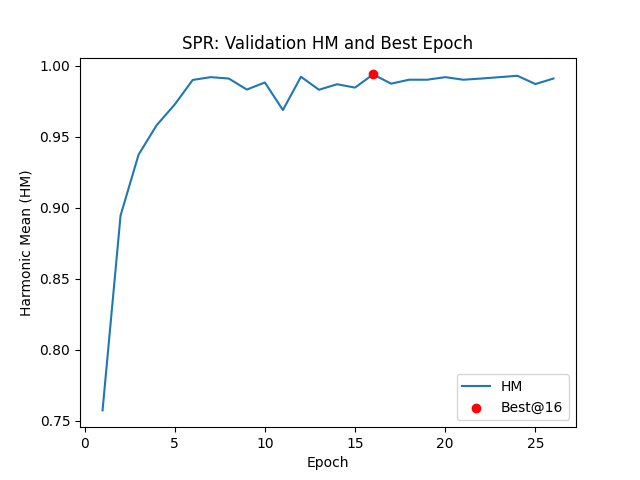 SPR: Validation HM and Best Epoch
Harmonic Mean (HM)
1.00
0.95
0.90
0.85
0.80
0.75
0 5 10 15 20 25
Epoch
HM
Best@16